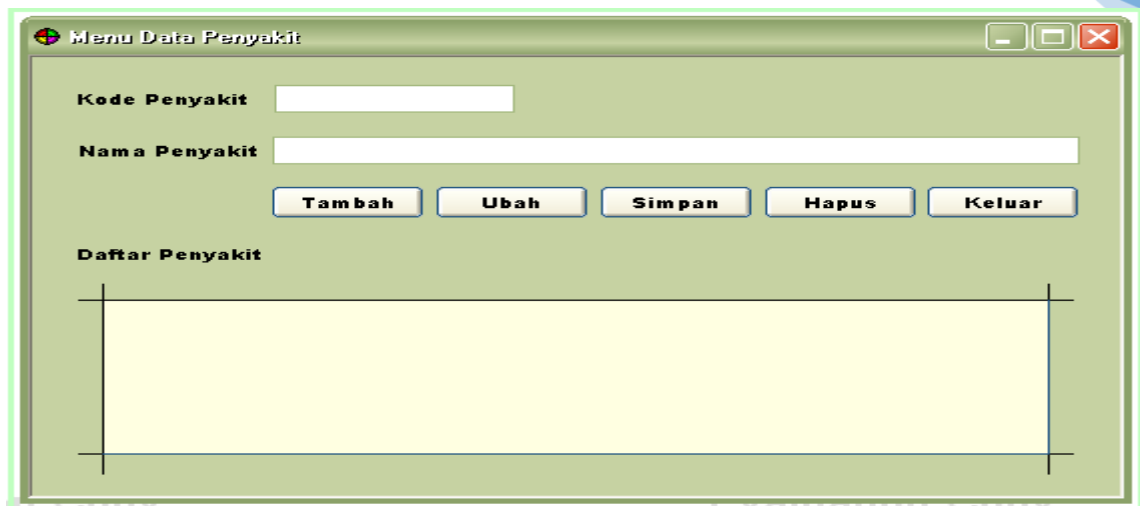 Menu Data Penyakit
Kode Penyakit
Nama Penyakit
Tambah Ubah Simpan Hapus Keluar
Daftar Penyakit